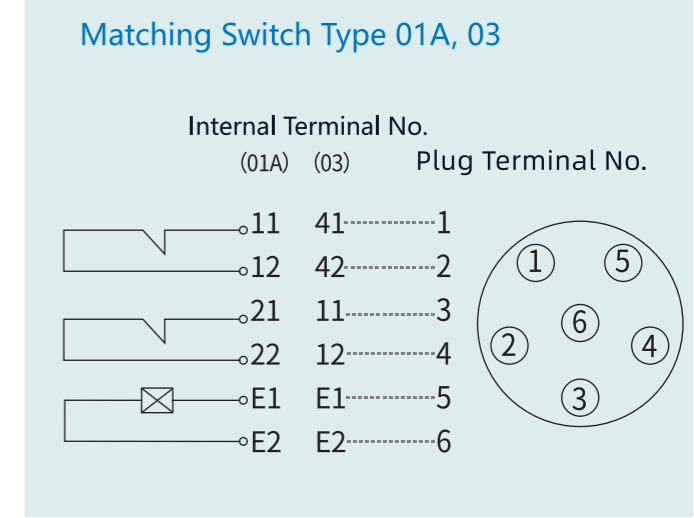 Matching Switch Type 01A, 03
Internal Terminal No.
(01A) (03) Plug Terminal No.
11 41 1
12 42 2
21 11 3
22 12 4
E1 E1 5
E2 E2 6
1 5
6
2 4
3